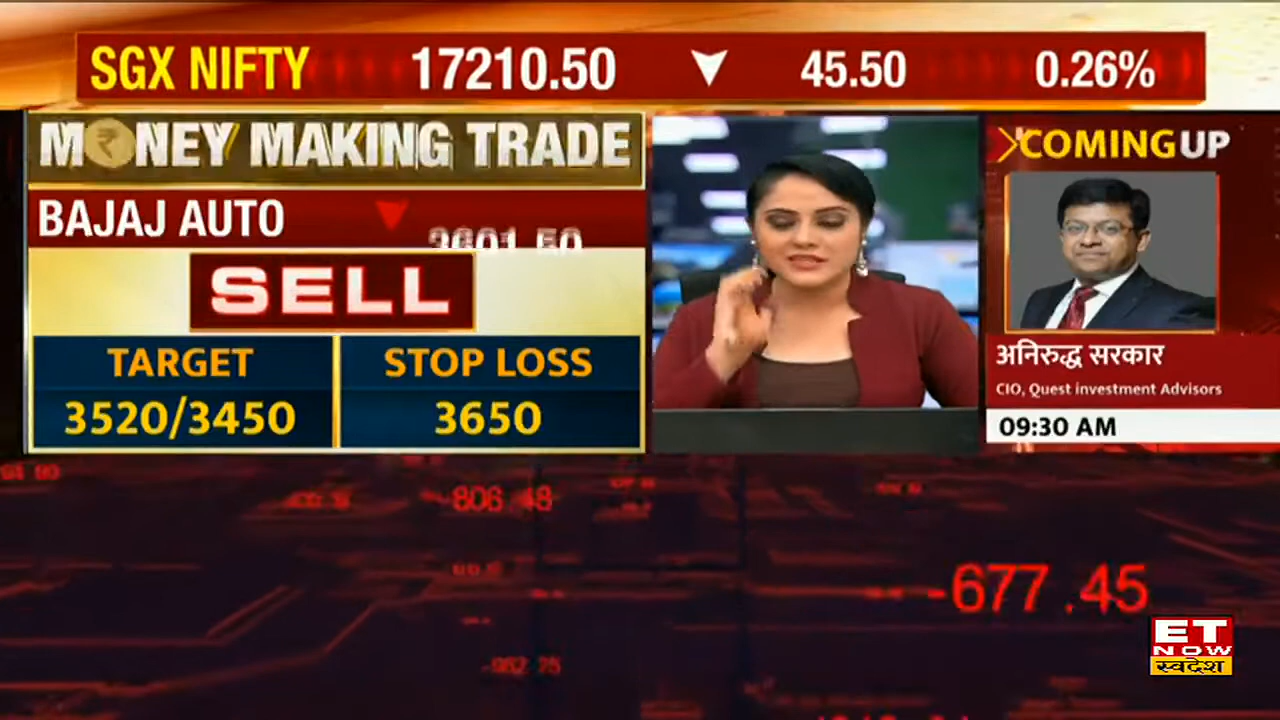 SGX NIFTY 17210.50 45.50 0.26%
MONEY MAKING TRADE
BAJAJ AUTO
SELL
TARGET STOP LOSS
3520/3450 3650
COMING UP
अनिरुद्ध सरकार
CIO, Quest investment Advisors
09:30 AM
-806.48
-677.45
-982.25
ET
NOW
स्वदेश